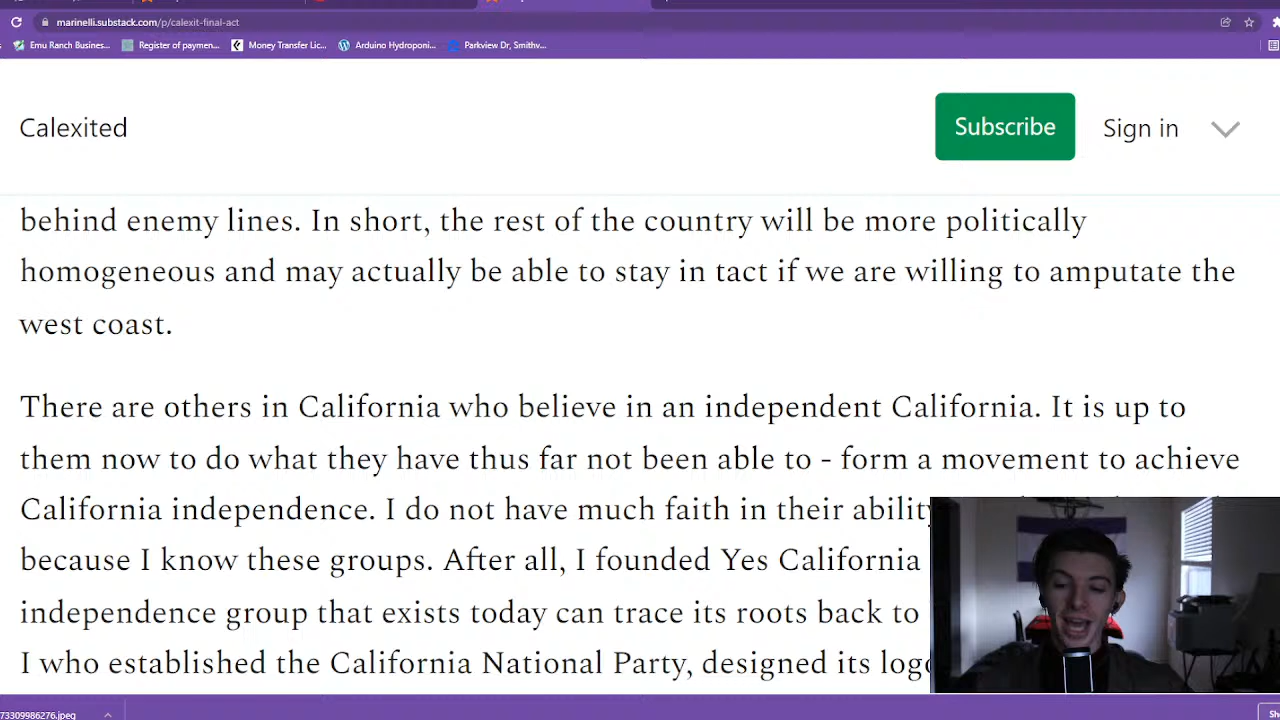 marinelli.substack.com/p/calexit-final-act
Emu Ranch Busines... Register of paymen... Money Transfer Lic... Arduino Hydroponi... Parkview Dr, Smithv...
Calexited Subscribe Sign in
behind enemy lines. In short, the rest of the country will be more politically
homogeneous and may actually be able to stay in tact if we are willing to amputate the
west coast.
There are others in California who believe in an independent California. It is up to
them now to do what they have thus far not been able to - form a movement to achieve
California independence. I do not have much faith in their ability
because I know these groups. After all, I founded Yes California
independence group that exists today can trace its roots back to
I who established the California National Party, designed its logo
73309986276.jpeg